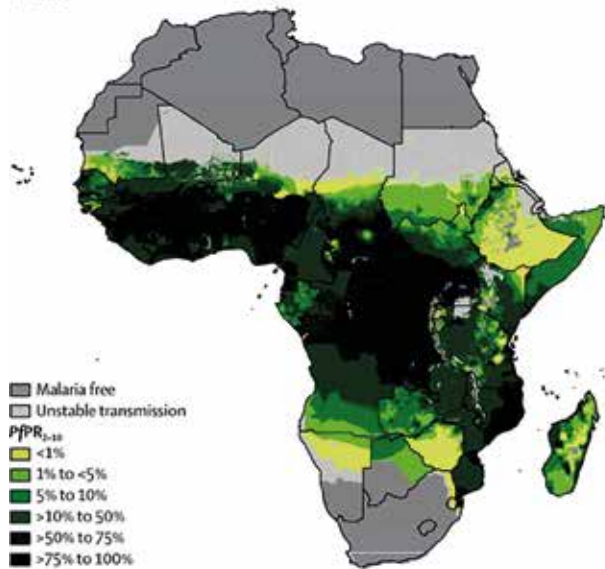 Malaria free
Unstable transmission
PfPR₂₋₁₀
<1%
1% to <5%
5% to 10%
>10% to 50%
>50% to 75%
>75% to 100%